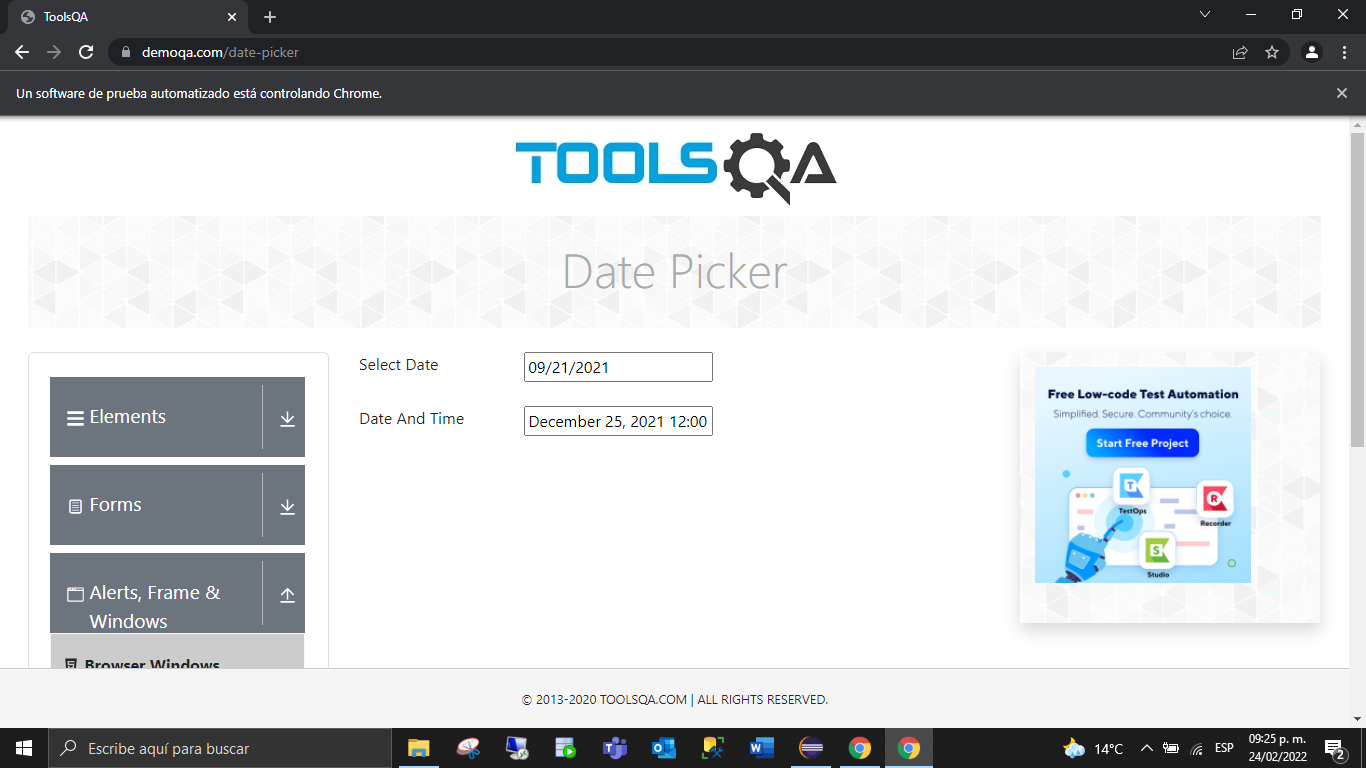 ToolsQA
demoqa.com/date-picker
Un software de prueba automatizado está controlando Chrome.
TOOLSQA
Date Picker
Elements
Forms
Alerts, Frame &
Windows
Browser Windows
Select Date
09/21/2021
Date And Time
December 25, 2021 12:00
Free Low-code Test Automation
Simplified. Secure. Community's choice.
Start Free Project
TestOps
Recorder
Studio
© 2013-2020 TOOLSQA.COM | ALL RIGHTS RESERVED.
Escribe aquí para buscar
14°C
ESP
09:25 p. m.
24/02/2022
2